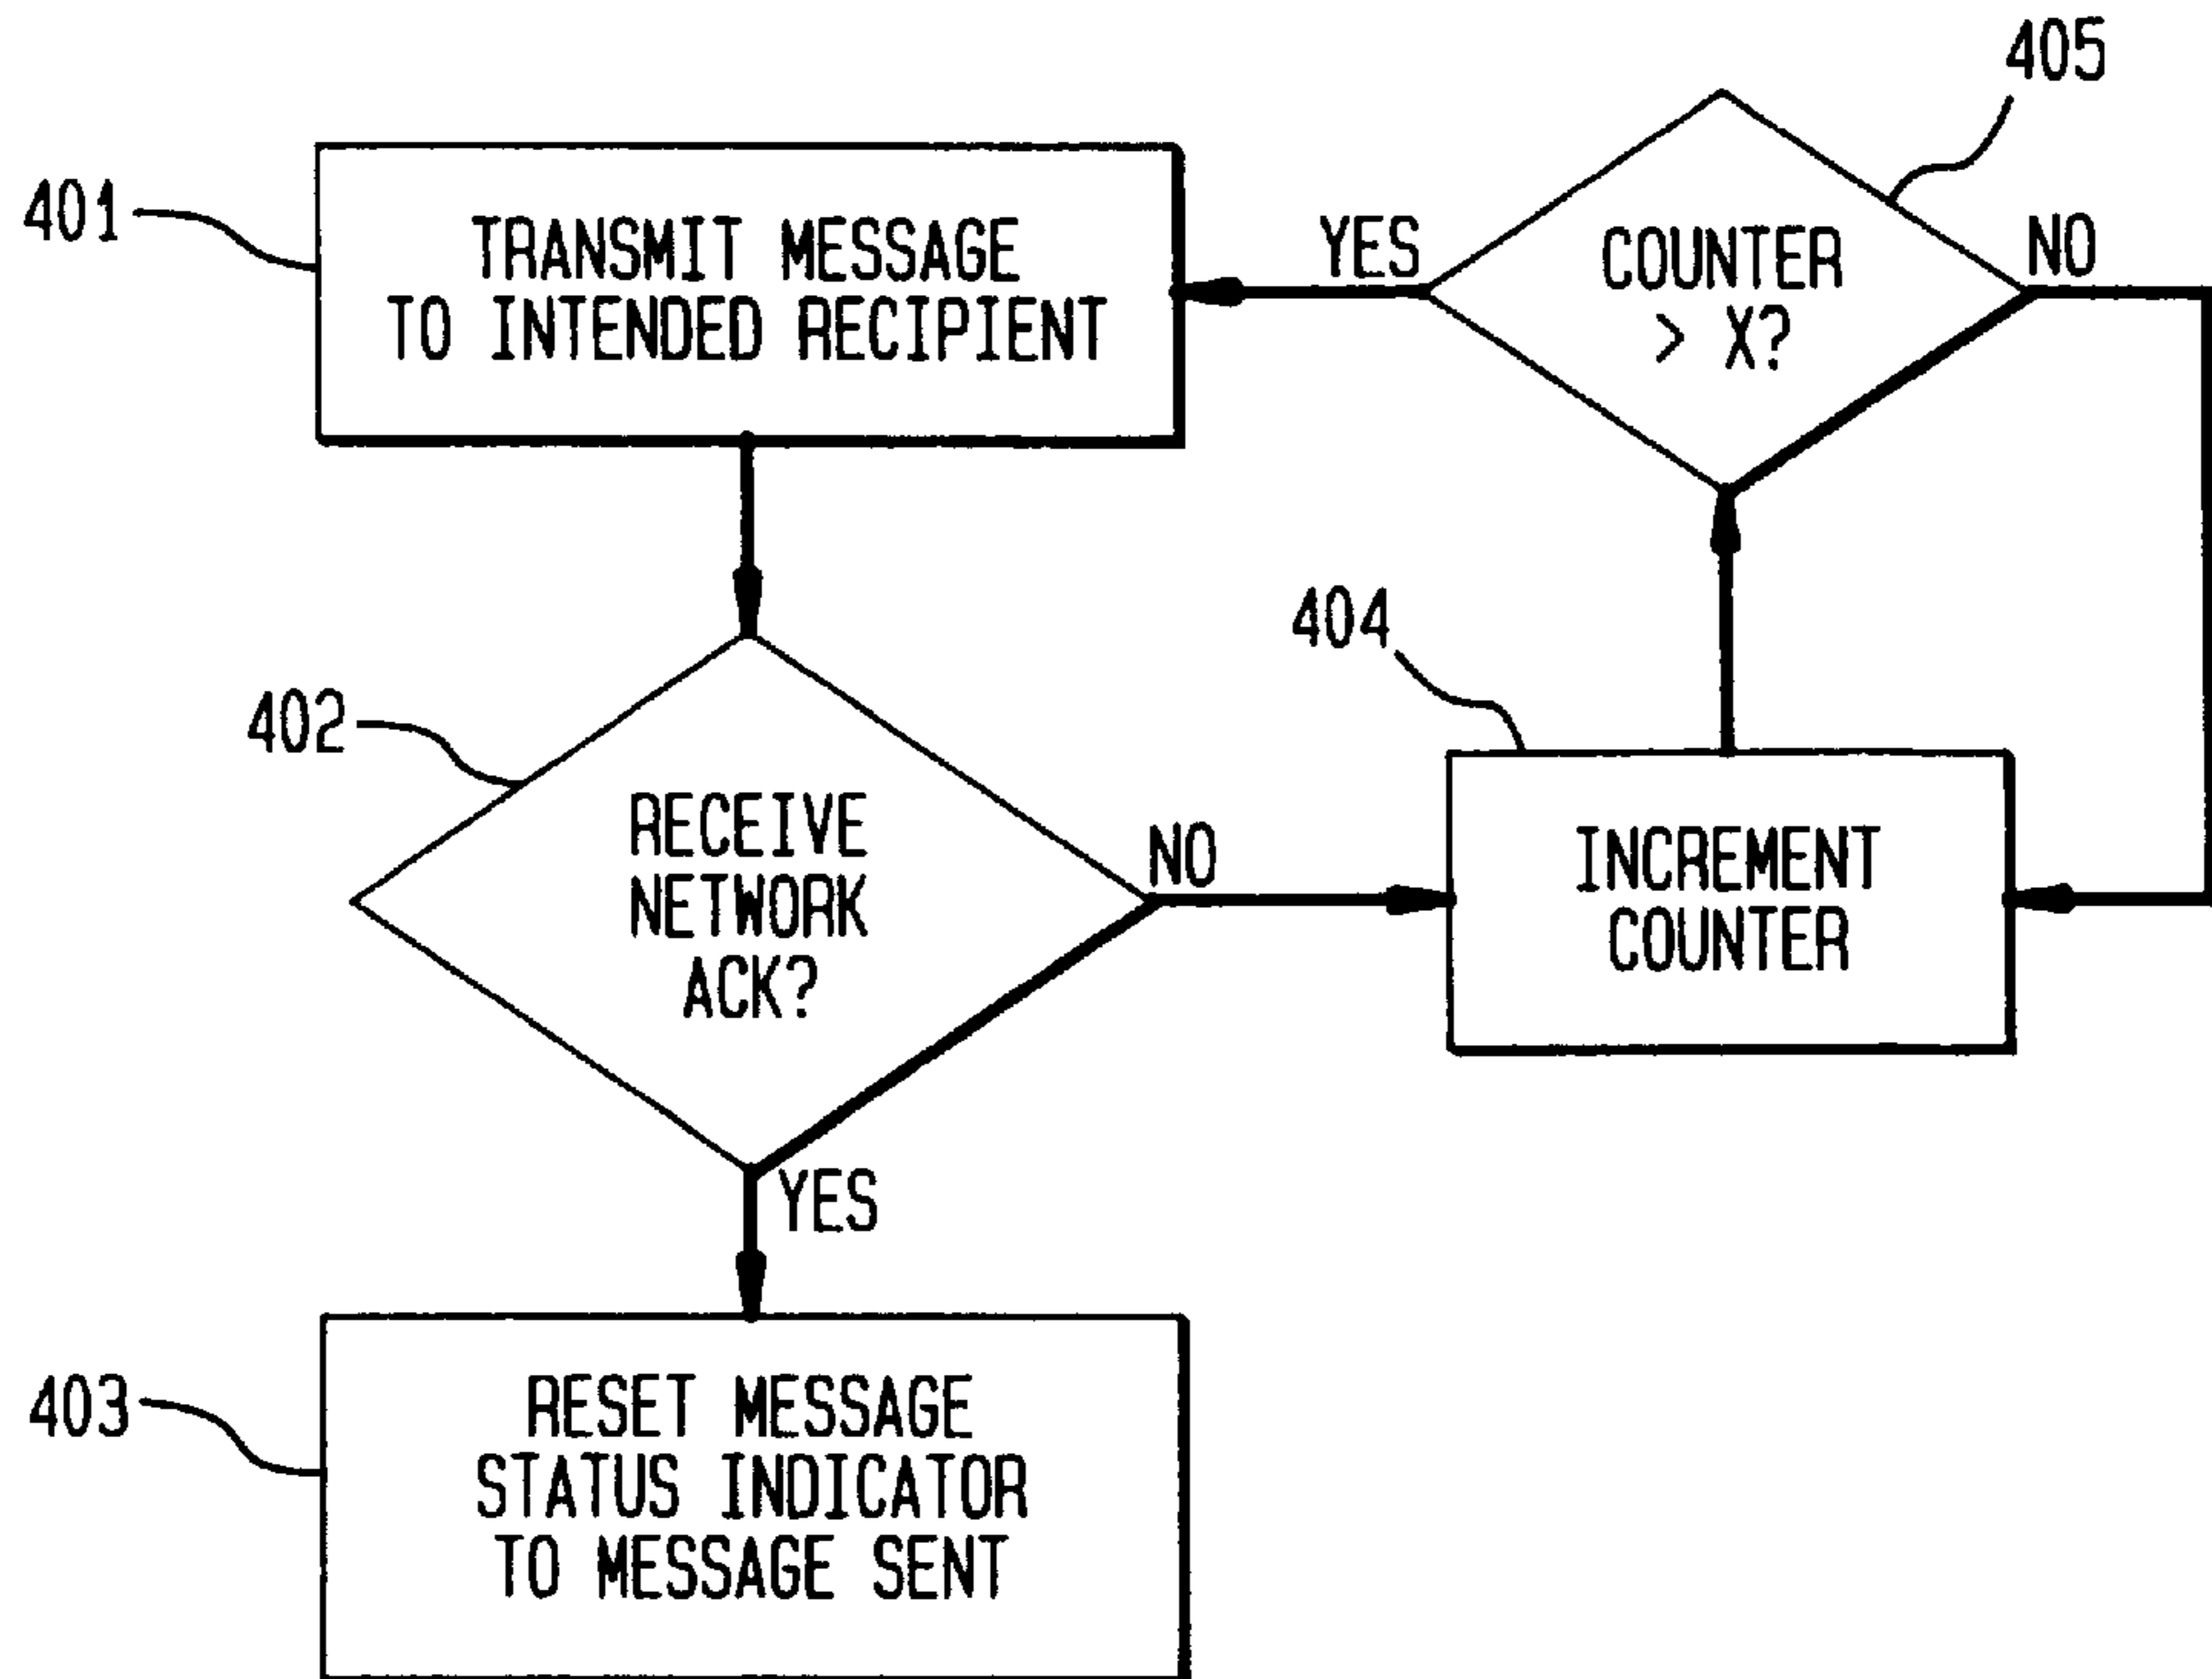 401
TRANSMIT MESSAGE
TO INTENDED RECIPIENT
YES
COUNTER
> X?
405
NO
402
RECEIVE
NETWORK
ACK?
NO
404
INCREMENT
COUNTER
YES
403
RESET MESSAGE
STATUS INDICATOR
TO MESSAGE SENT